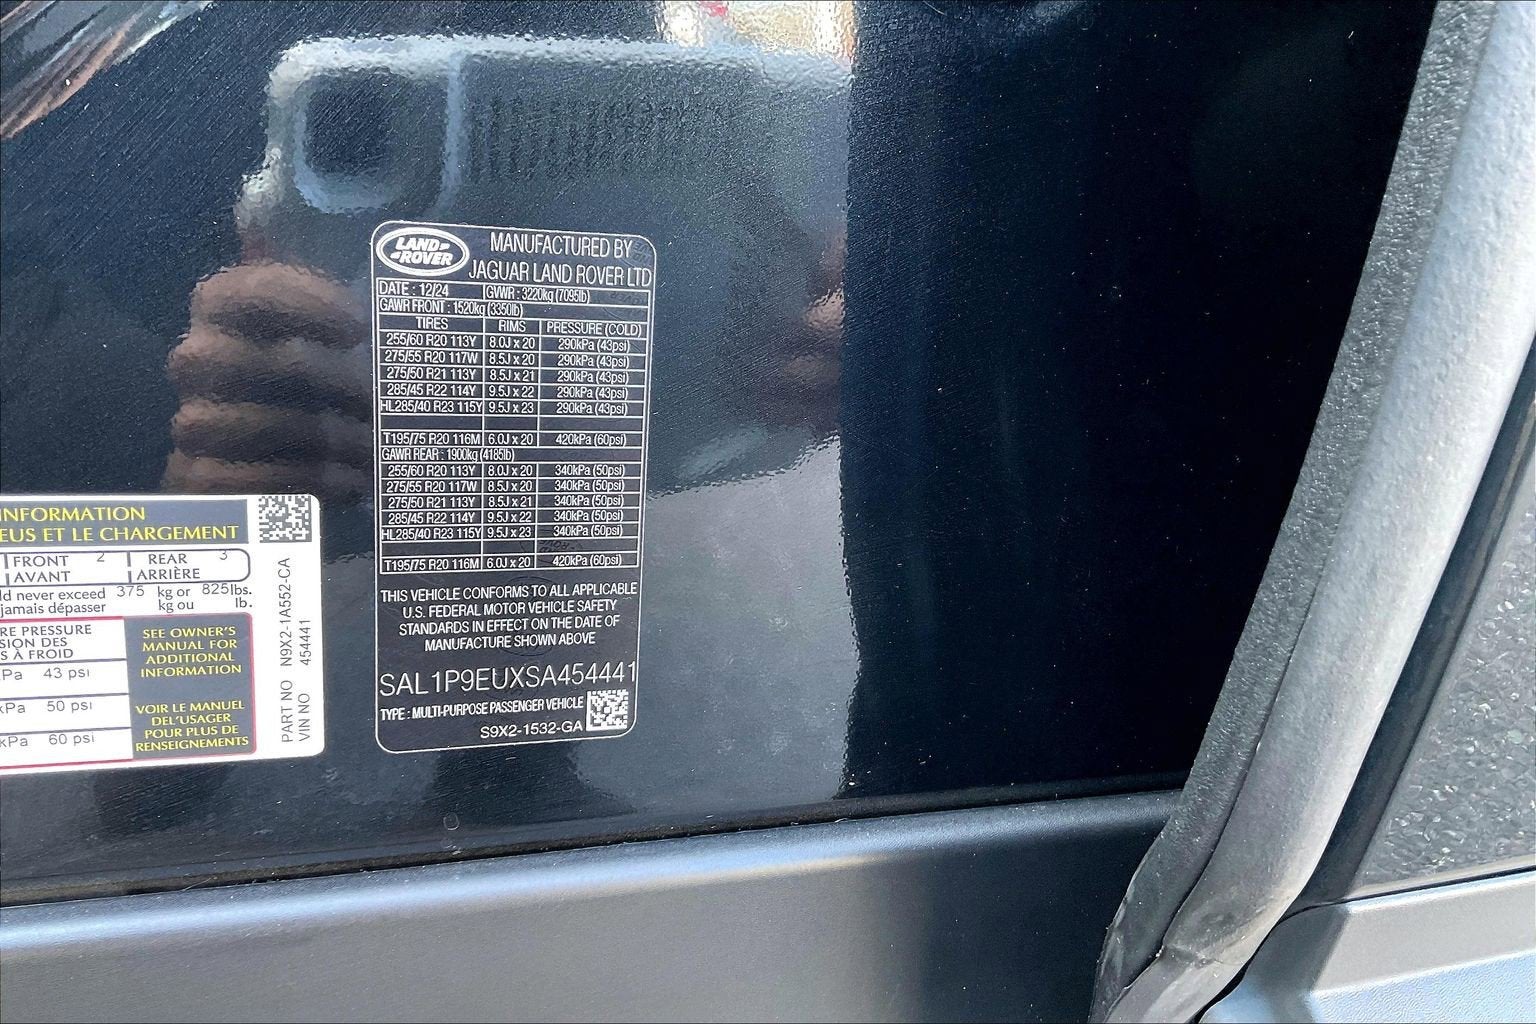 INFORMATION
EUS ET LE CHARGEMENT
FRONT 2 REAR 3
AVANT ARRIÈRE
never exceed 375 kg or 825lbs.
jamais dépasser kg ou lb.
PRESSURE
DES
À FROID
43 psi
kPa 50 psi
kPa 60 psi
SEE OWNER'S
MANUAL FOR
ADDITIONAL
INFORMATION
VOIR LE MANUEL
DEL'USAGER
POUR PLUS DE
RENSEIGNEMENTS
PART NO N9X2-1A552-CA
VIN NO 454441
LAND ROVER
MANUFACTURED BY
JAGUAR LAND ROVER LTD
DATE : 12/24 GVWR : 3220kg (7095lb)
GAWR FRONT : 1520kg (3350lb)
TIRES RIMS PRESSURE (COLD)
255/60 R20 113Y 8.0J x 20 290kPa (43psi)
275/55 R20 117W 8.5J x 20 290kPa (43psi)
275/50 R21 113Y 8.5J x 21 290kPa (43psi)
285/45 R22 114Y 9.5J x 22 290kPa (43psi)
HL285/40 R23 115Y 9.5J x 23 290kPa (43psi)
T195/75 R20 116M 6.0J x 20 420kPa (60psi)
GAWR REAR : 1900kg (4185lb)
255/60 R20 113Y 8.0J x 20 340kPa (50psi)
275/55 R20 117W 8.5J x 20 340kPa (50psi)
275/50 R21 113Y 8.5J x 21 340kPa (50psi)
285/45 R22 114Y 9.5J x 22 340kPa (50psi)
HL285/40 R23 115Y 9.5J x 23 340kPa (50psi)
T195/75 R20 116M 6.0J x 20 420kPa (60psi)
THIS VEHICLE CONFORMS TO ALL APPLICABLE
U.S. FEDERAL MOTOR VEHICLE SAFETY
STANDARDS IN EFFECT ON THE DATE OF
MANUFACTURE SHOWN ABOVE
SAL1P9EUXSA454441
TYPE : MULTI-PURPOSE PASSENGER VEHICLE
S9X2-1532-GA